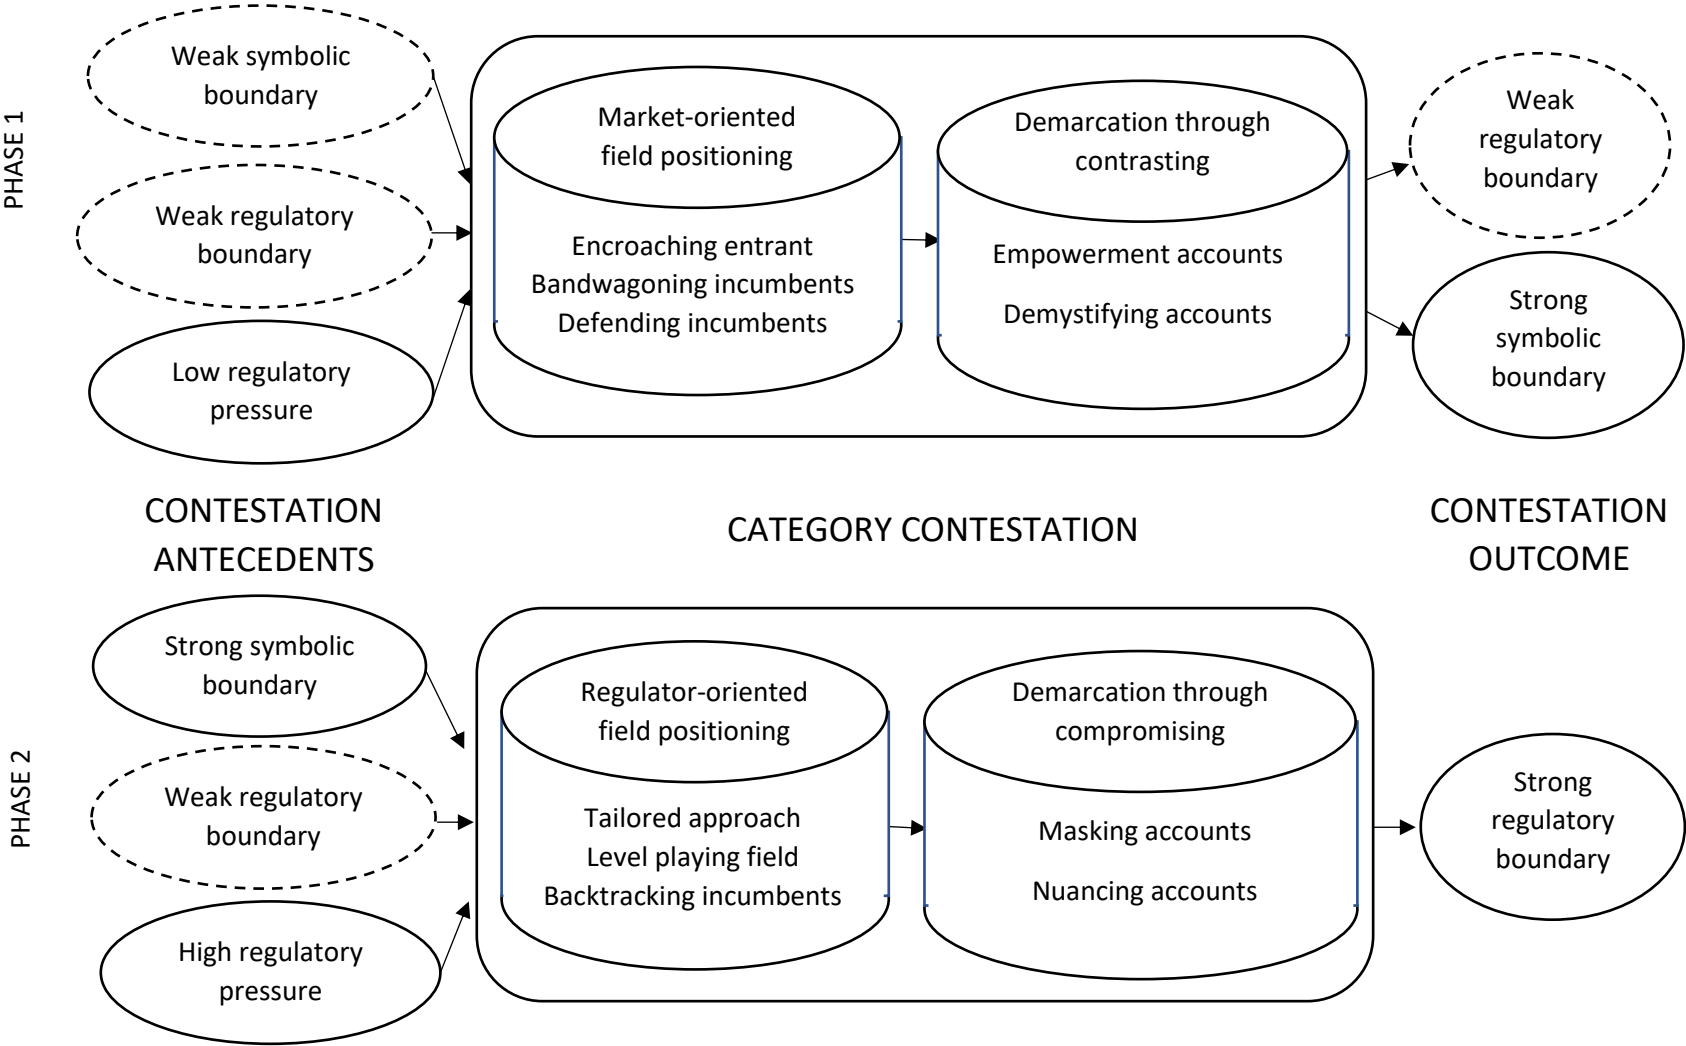 PHASE 1
Weak symbolic
boundary
Weak regulatory
boundary
Low regulatory
pressure
Market-oriented
field positioning
Encroaching entrant
Bandwagoning incumbents
Defending incumbents
Demarcation through
contrasting
Empowerment accounts
Demystifying accounts
Weak
regulatory
boundary
Strong
symbolic
boundary
CONTESTATION
ANTECEDENTS
CATEGORY CONTESTATION
CONTESTATION
OUTCOME
PHASE 2
Strong symbolic
boundary
Weak regulatory
boundary
High regulatory
pressure
Regulator-oriented
field positioning
Tailored approach
Level playing field
Backtracking incumbents
Demarcation through
compromising
Masking accounts
Nuancing accounts
Strong
regulatory
boundary